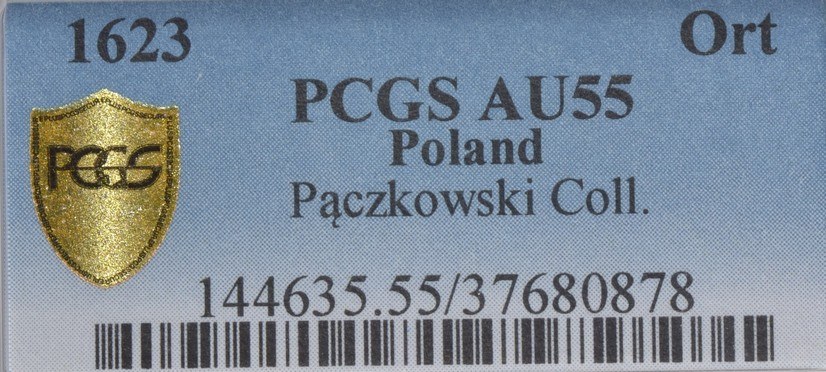 1623 Ort
PCGS AU55
Poland
PCGS
Pączkowski Coll.
144635.55/37680878